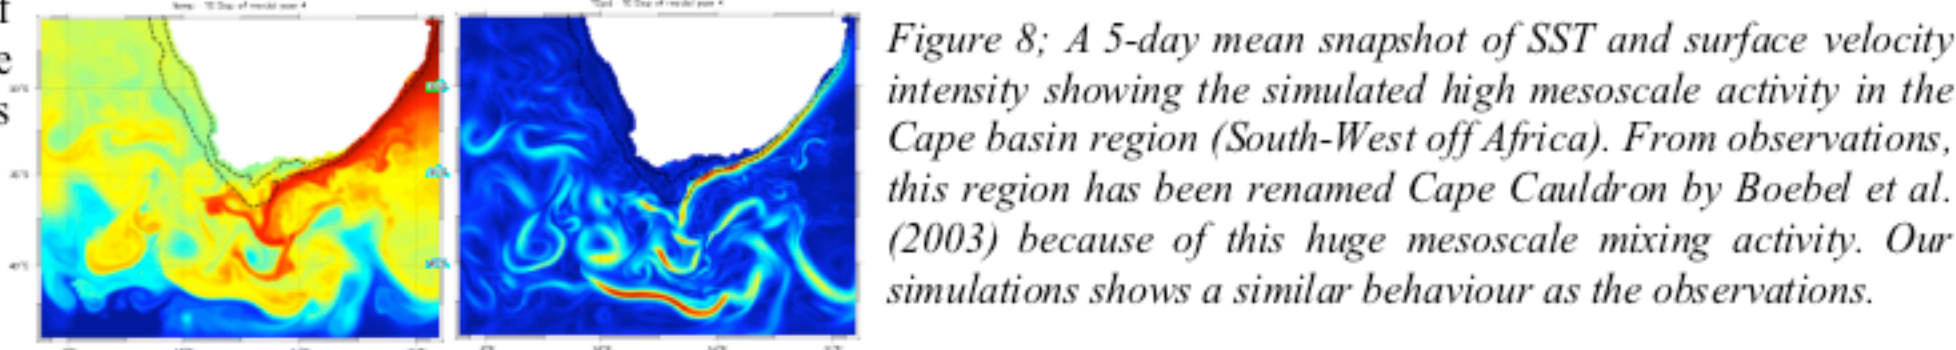 f
e
s
Figure 8; A 5-day mean snapshot of SST and surface velocity
intensity showing the simulated high mesoscale activity in the
Cape basin region (South-West off Africa). From observations,
this region has been renamed Cape Cauldron by Boebel et al.
(2003) because of this huge mesoscale mixing activity. Our
simulations shows a similar behaviour as the observations.